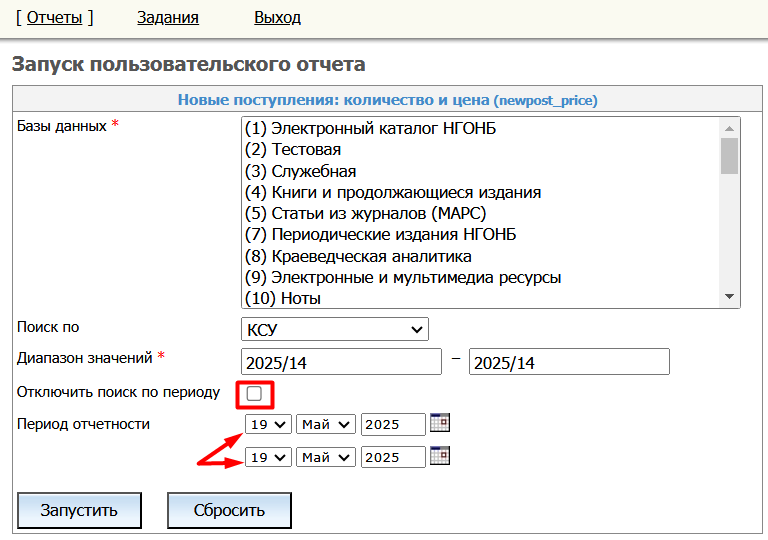 [ Отчеты ] Задания Выход
Запуск пользовательского отчета
Новые поступления: количество и цена (newpost_price)
Базы данных *
(1) Электронный каталог НГОНБ
(2) Тестовая
(3) Служебная
(4) Книги и продолжающиеся издания
(5) Статьи из журналов (МАРС)
(7) Периодические издания НГОНБ
(8) Краеведческая аналитика
(9) Электронные и мультимедиа ресурсы
(10) Ноты
Поиск по КСУ
Диапазон значений * 2025/14 – 2025/14
Отключить поиск по периоду
Период отчетности 19 Май 2025
19 Май 2025
Запустить Сбросить